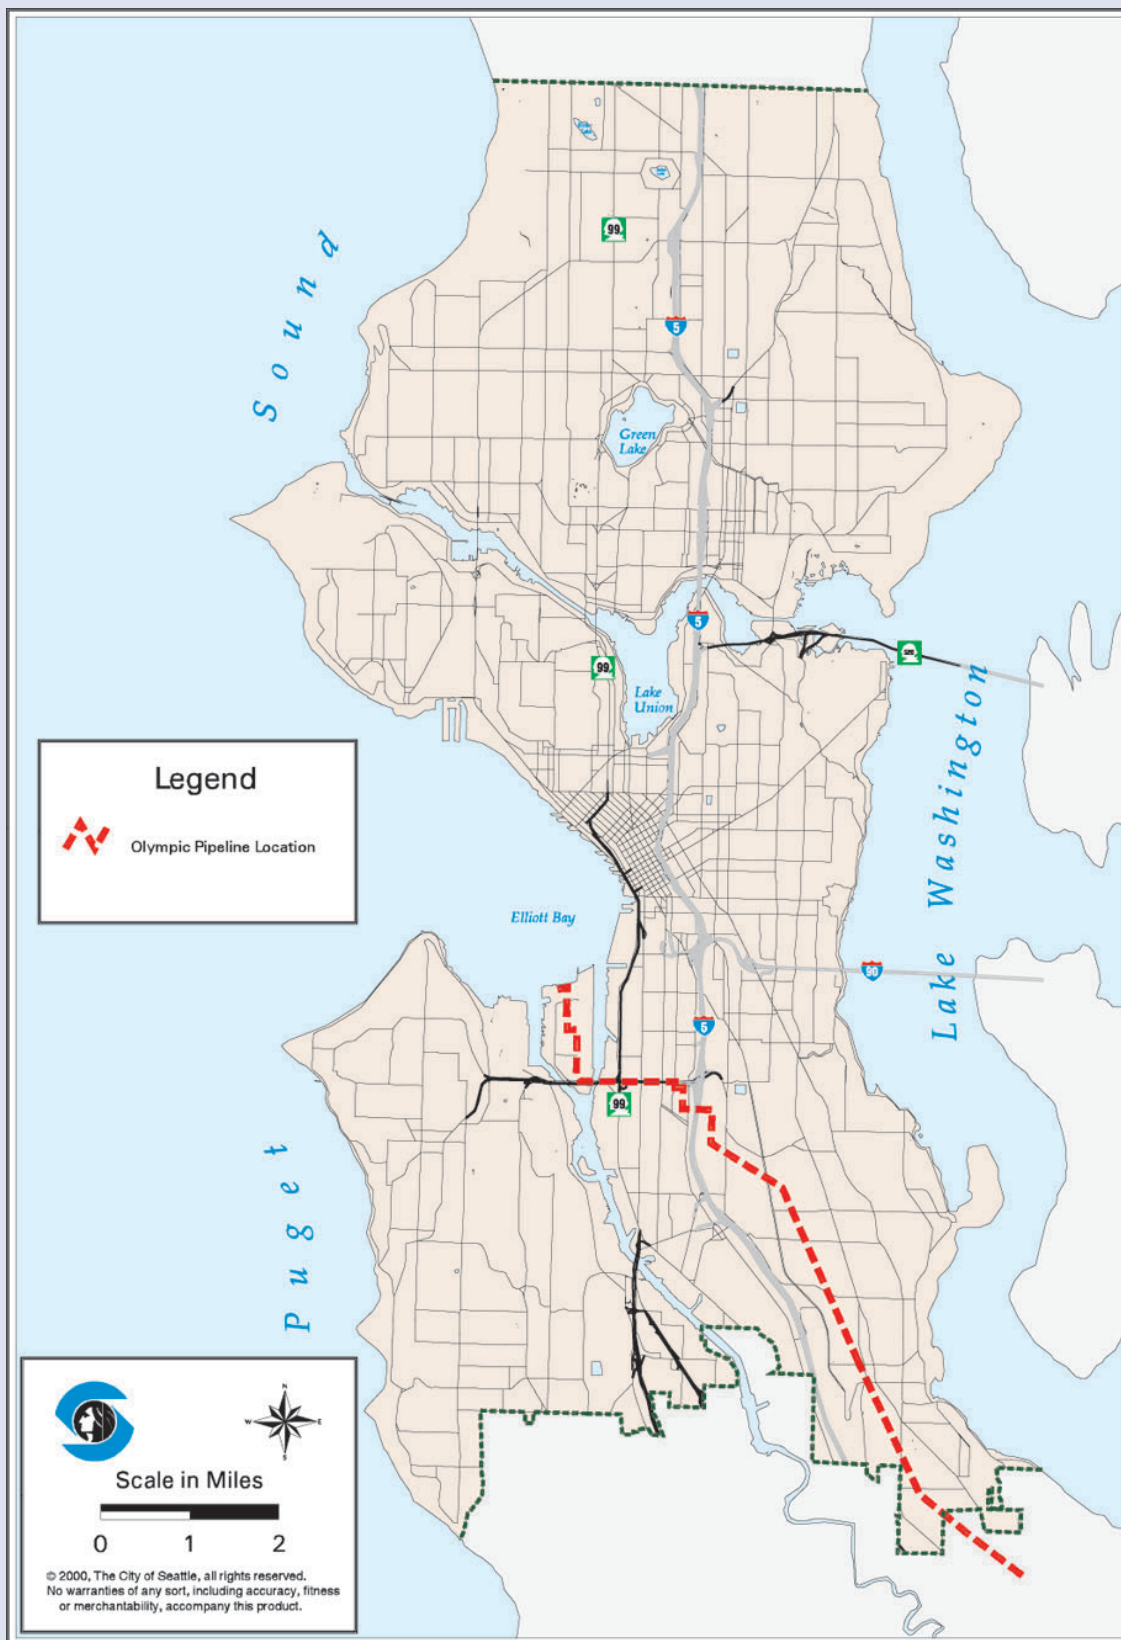 Sound
99
5
Green
Lake
5
520
99
Lake
Union
Lake Washington
Legend
Olympic Pipeline Location
Elliott Bay
90
5
99
Puget
N
W E
S
Scale in Miles
0 1 2
© 2000, The City of Seattle, all rights reserved.
No warranties of any sort, including accuracy, fitness
or merchantability, accompany this product.